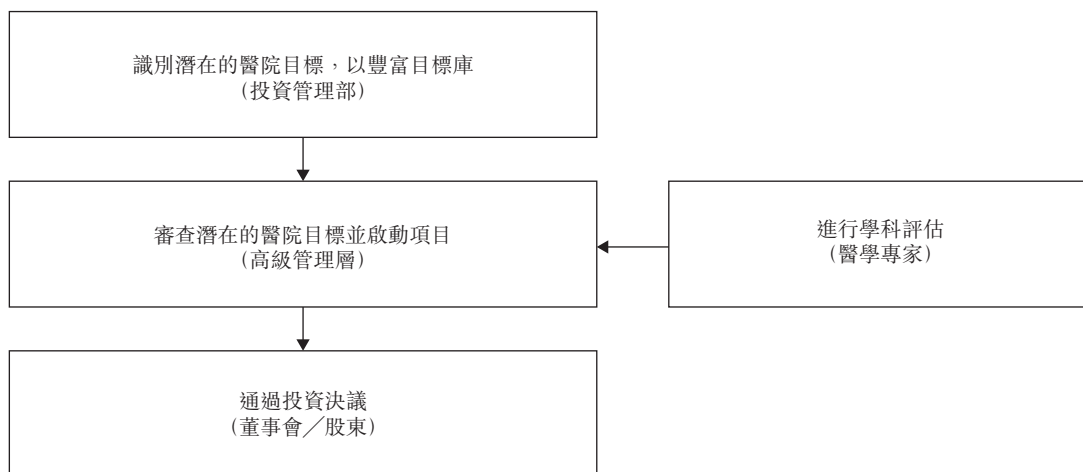 識別潛在的醫院目標，以豐富目標庫
（投資管理部）
審查潛在的醫院目標並啟動項目
（高級管理層）
進行學科評估
（醫學專家）
通過投資決議
（董事會╱股東）